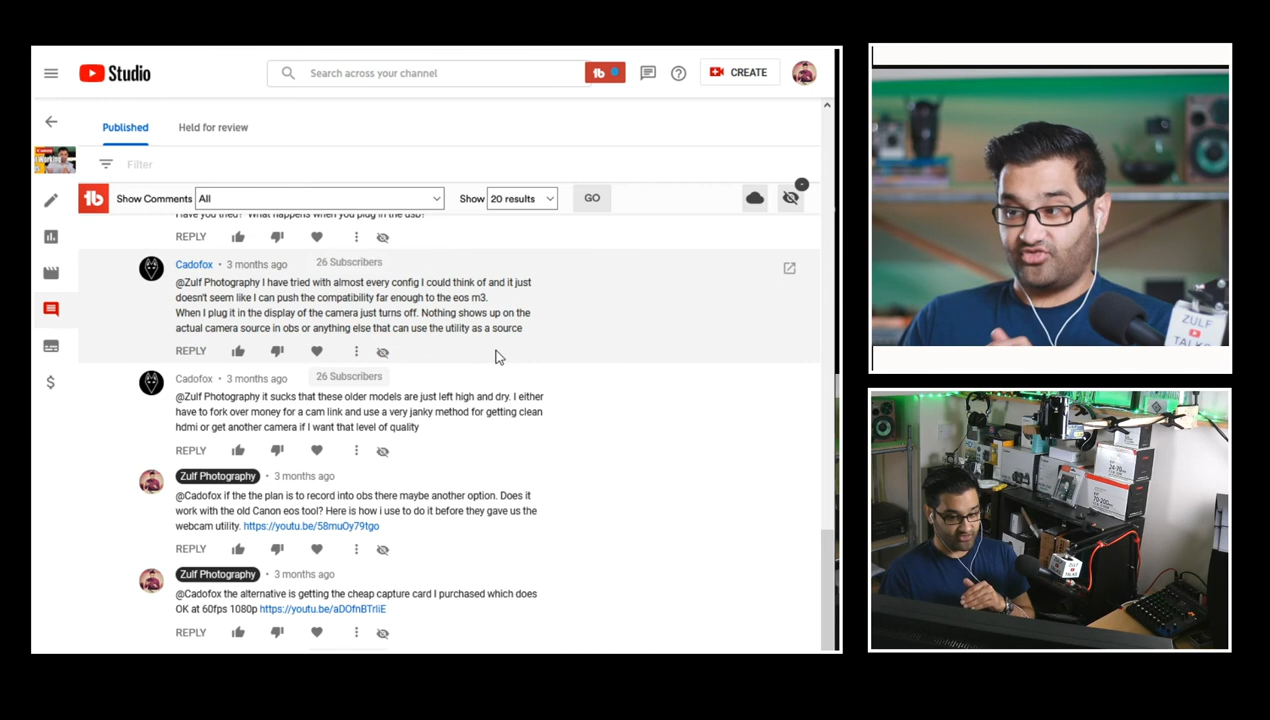 Studio
Search across your channel
CREATE
Published
Held for review
Working
Filter
Show Comments
All
Show
20 results
GO
Have you tried? What happens when you plug in the usb?
REPLY
Cadofox • 3 months ago
26 Subscribers
@Zulf Photography I have tried with almost every config I could think of and it just
doesn't seem like I can push the compatibility far enough to the eos m3.
When I plug it in the display of the camera just turns off. Nothing shows up on the
actual camera source in obs or anything else that can use the utility as a source
REPLY
Cadofox • 3 months ago
26 Subscribers
@Zulf Photography it sucks that these older models are just left high and dry. I either
have to fork over money for a cam link and use a very janky method for getting clean
hdmi or get another camera if I want that level of quality
REPLY
Zulf Photography • 3 months ago
@Cadofox if the the plan is to record into obs there maybe another option. Does it
work with the old Canon eos tool? Here is how i use to do it before they gave us the
webcam utility. https://youtu.be/58muOy79tgo
REPLY
Zulf Photography • 3 months ago
@Cadofox the alternative is getting the cheap capture card I purchased which does
OK at 60fps 1080p https://youtu.be/aDOfnBTrliE
REPLY
ZULF
TALKS
24-70
70-200
ZULF
TALKS